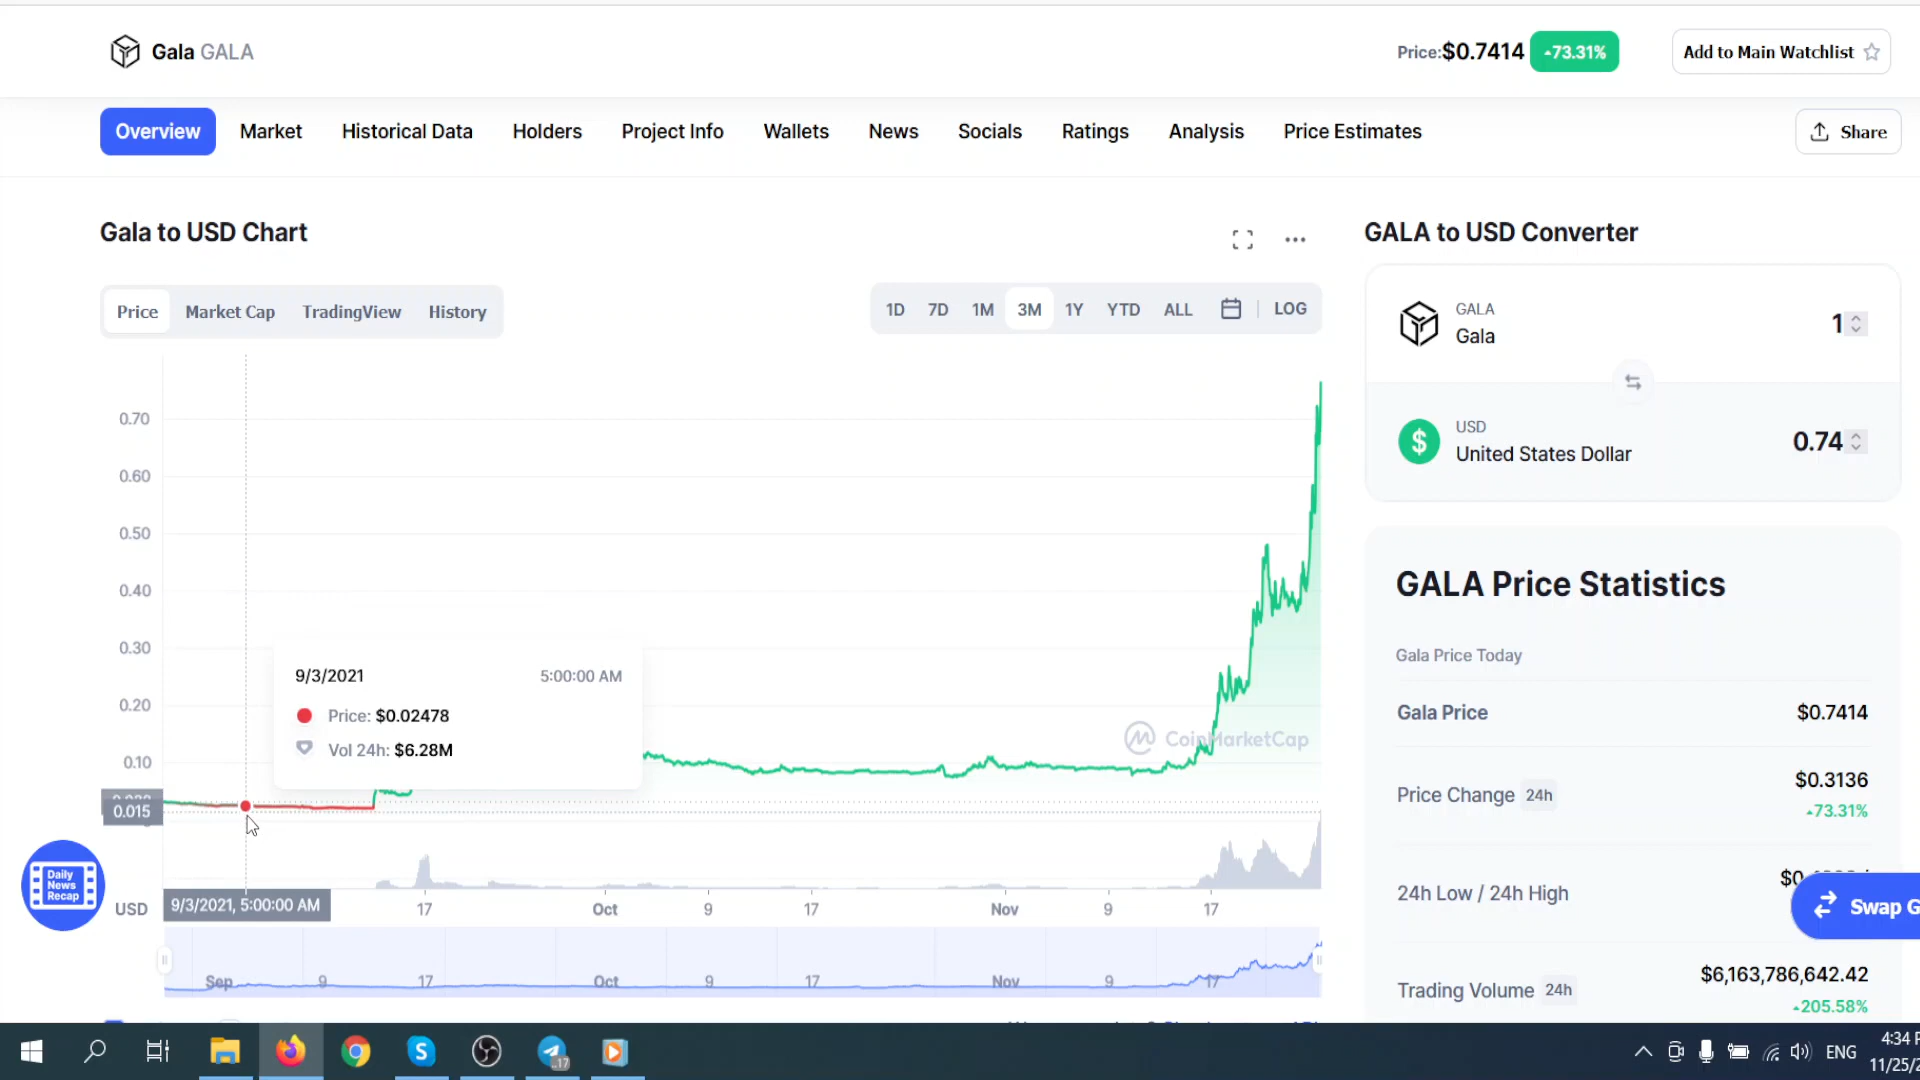 Gala GALA
Price:$0.7414 73.31%
Add to Main Watchlist
Overview Market Historical Data Holders Project Info Wallets News Socials Ratings Analysis Price Estimates
Share
Gala to USD Chart
Price Market Cap TradingView History
1D 7D 1M 3M 1Y YTD ALL LOG
0.70
0.60
0.50
0.40
0.30
0.20
0.10
0.015
9/3/2021 5:00:00 AM
Price: $0.02478
Vol 24h: $6.28M
CoinMarketCap
USD
9/3/2021, 5:00:00 AM
17 Oct 9 17 Nov 9 17
Sep 9 17 Oct 9 17 Nov 9 17
Daily
News
Recap
GALA to USD Converter
GALA
Gala
1
USD
United States Dollar
0.74
GALA Price Statistics
Gala Price Today
Gala Price $0.7414
Price Change 24h $0.3136
73.31%
24h Low / 24h High
Swap G
Trading Volume 24h $6,163,786,642.42
205.58%
17
ENG
4:34 P
11/25/2